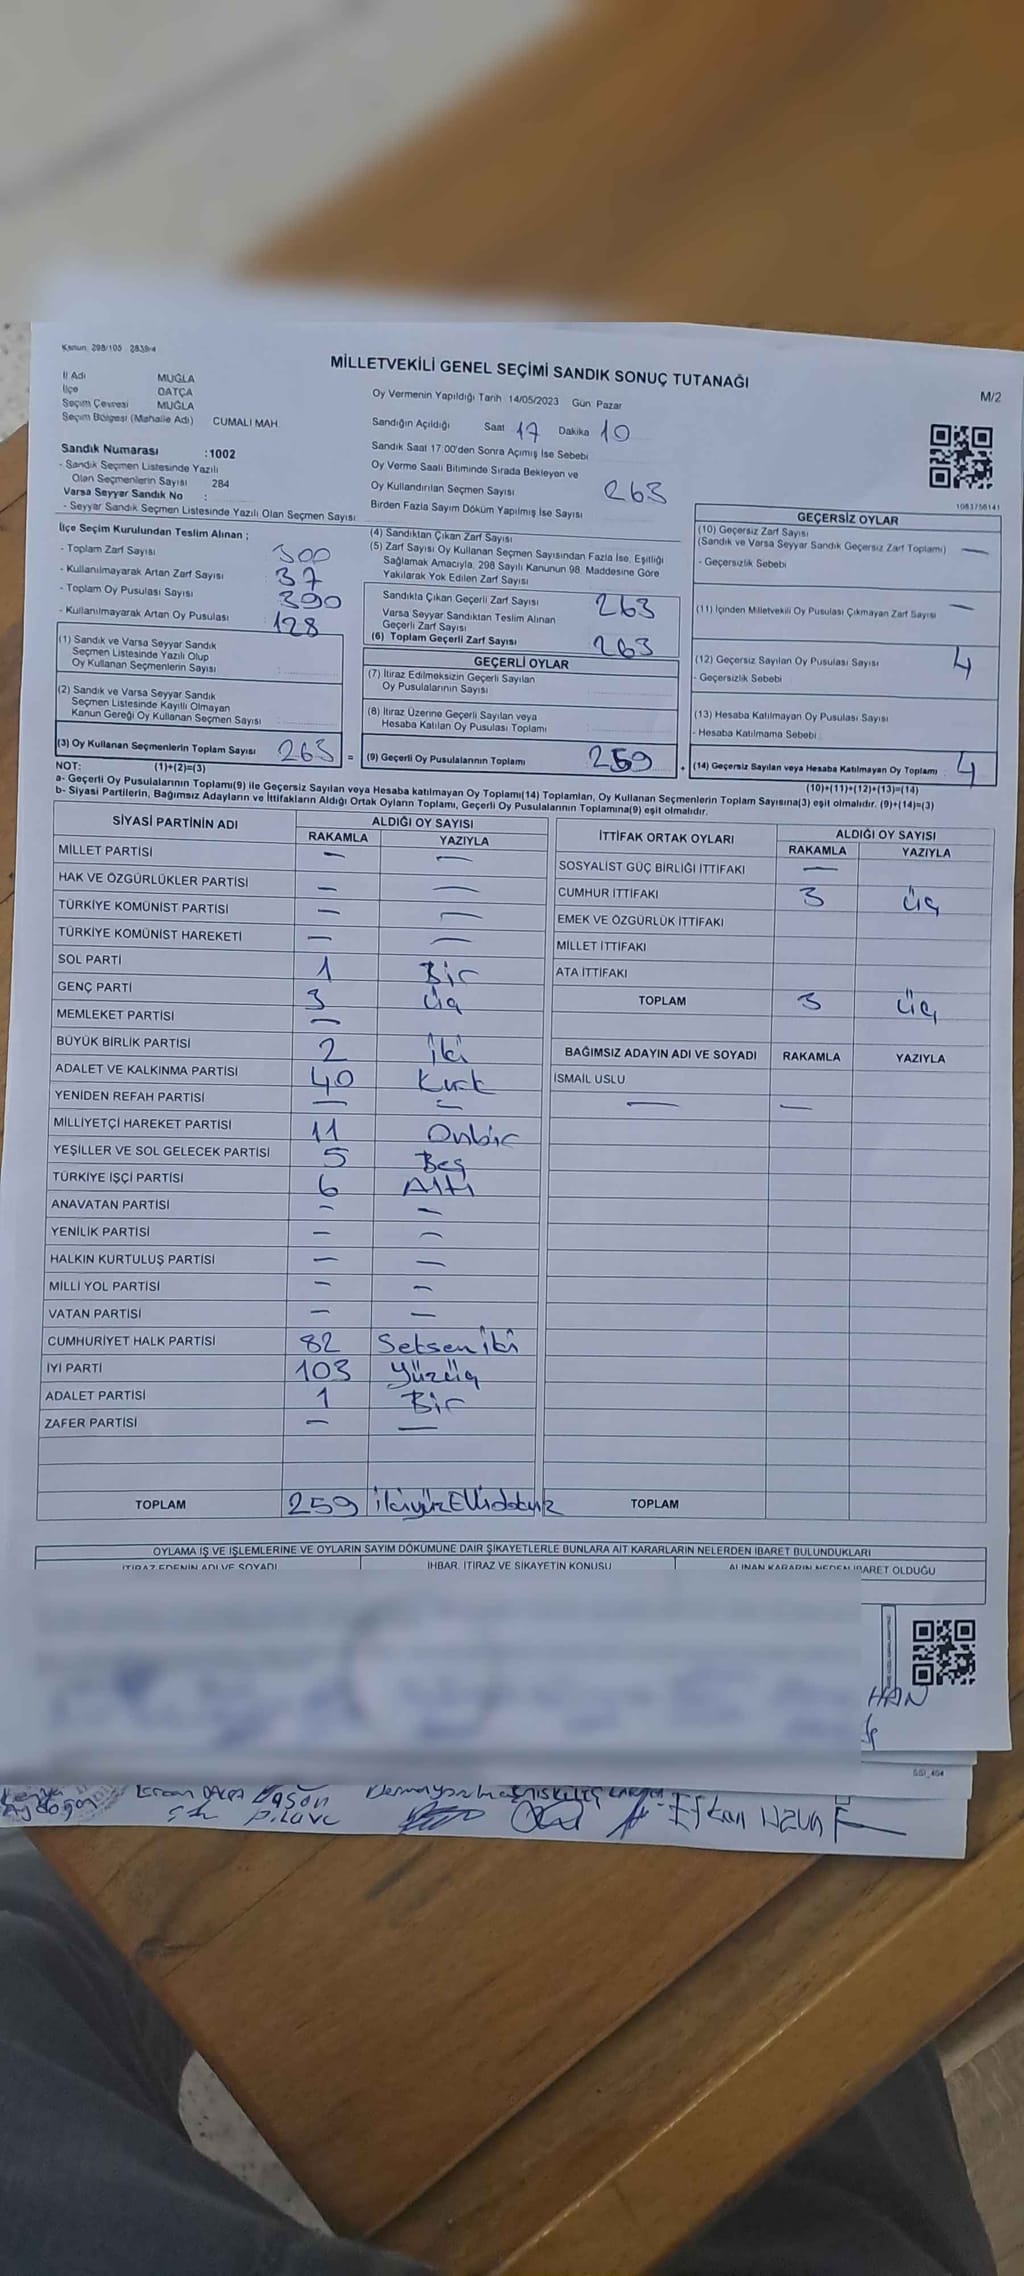 Kanun: 298/105 2839/4
MİLLETVEKİLİ GENEL SEÇİMİ SANDIK SONUÇ TUTANAĞI
M/2
İl Adı MUĞLA
İlçe DATÇA
Seçim Çevresi MUĞLA
Seçim Bölgesi (Mahalle Adı) CUMALI MAH.
Sandık Numarası : 1002
- Sandık Seçmen Listesinde Yazılı
Olan Seçmenlerin Sayısı 284
Varsa Seyyar Sandık No :
- Seyyar Sandık Seçmen Listesinde Yazılı Olan Seçmen Sayısı
Oy Vermenin Yapıldığı Tarih 14/05/2023 Gün Pazar
Sandığın Açıldığı Saat 17 Dakika 10
Sandık Saat 17:00'den Sonra Açımış İse Sebebi
Oy Verme Saati Bitiminde Sırada Bekleyen ve
Oy Kullandırılan Seçmen Sayısı 263
Birden Fazla Sayım Döküm Yapılmış İse Sayısı
1083756141
İlçe Seçim Kurulundan Teslim Alınan ;
- Toplam Zarf Sayısı 300
- Kullanılmayarak Artan Zarf Sayısı : 37
- Toplam Oy Pusulası Sayısı : 390
- Kullanılmayarak Artan Oy Pusulası : 128
(1) Sandık ve Varsa Seyyar Sandık
Seçmen Listesinde Yazılı Olup
Oy Kullanan Seçmenlerin Sayısı
(2) Sandık ve Varsa Seyyar Sandık
Seçmen Listesinde Kayıtlı Olmayan
Kanun Gereği Oy Kullanan Seçmen Sayısı
(3) Oy Kullanan Seçmenlerin Toplam Sayısı 263 =
(4) Sandıktan Çıkan Zarf Sayısı
(5) Zarf Sayısı Oy Kullanan Seçmen Sayısından Fazla İse, Eşitliği
Sağlamak Amacıyla, 298 Sayılı Kanunun 98. Maddesine Göre
Yakılarak Yok Edilen Zarf Sayısı
Sandıkta Çıkan Geçerli Zarf Sayısı 263
Varsa Seyyar Sandıktan Teslim Alınan
Geçerli Zarf Sayısı
(6) Toplam Geçerli Zarf Sayısı 263
GEÇERLİ OYLAR
(7) İtiraz Edilmeksizin Geçerli Sayılan
Oy Pusulalarının Sayısı
(8) İtiraz Üzerine Geçerli Sayılan veya
Hesaba Katılan Oy Pusulası Toplamı
(9) Geçerli Oy Pusulalarının Toplamı 259 +
GEÇERSİZ OYLAR
(10) Geçersiz Zarf Sayısı
(Sandık ve Varsa Seyyar Sandık Geçersiz Zarf Toplamı) —
- Geçersizlik Sebebi
(11) İçinden Milletvekili Oy Pusulası Çıkmayan Zarf Sayısı —
(12) Geçersiz Sayılan Oy Pusulası Sayısı 4
- Geçersizlik Sebebi
(13) Hesaba Katılmayan Oy Pusulası Sayısı
- Hesaba Katılmama Sebebi
(14) Geçersiz Sayılan veya Hesaba Katılmayan Oy Toplamı 4
NOT: (1)+(2)=(3) (10)+(11)+(12)+(13)=(14)
a- Geçerli Oy Pusulalarının Toplamı(9) ile Geçersiz Sayılan veya Hesaba katılmayan Oy Toplamı(14) Toplamları, Oy Kullanan Seçmenlerin Toplam Sayısına(3) eşit olmalıdır. (9)+(14)=(3)
b- Siyasi Partilerin, Bağımsız Adayların ve İttifakların Aldığı Ortak Oyların Toplamı, Geçerli Oy Pusulalarının Toplamına(9) eşit olmalıdır.
SİYASİ PARTİNİN ADI ALDIĞI OY SAYISI
RAKAMLA YAZIYLA
MİLLET PARTİSİ — —
HAK VE ÖZGÜRLÜKLER PARTİSİ — —
TÜRKİYE KOMÜNİST PARTİSİ — —
TÜRKİYE KOMÜNİST HAREKETİ — —
SOL PARTİ 1 Bir
GENÇ PARTİ 3 Üç
MEMLEKET PARTİSİ —
BÜYÜK BİRLİK PARTİSİ 2 İki
ADALET VE KALKINMA PARTİSİ 40 Kırk
YENİDEN REFAH PARTİSİ — —
MİLLİYETÇİ HAREKET PARTİSİ 11 Onbir
YEŞİLLER VE SOL GELECEK PARTİSİ 5 Beş
TÜRKİYE İŞÇİ PARTİSİ 6 Altı
ANAVATAN PARTİSİ — —
YENİLİK PARTİSİ — —
HALKIN KURTULUŞ PARTİSİ — —
MİLLİ YOL PARTİSİ — —
VATAN PARTİSİ — —
CUMHURİYET HALK PARTİSİ 82 Seksen iki
İYİ PARTİ 103 Yüzüç
ADALET PARTİSİ 1 Bir
ZAFER PARTİSİ — —
TOPLAM 259 ikiyüzEllidokuz
İTTİFAK ORTAK OYLARI ALDIĞI OY SAYISI
RAKAMLA YAZIYLA
SOSYALİST GÜÇ BİRLİĞİ İTTİFAKI —
CUMHUR İTTİFAKI 3 Üç
EMEK VE ÖZGÜRLÜK İTTİFAKI
MİLLET İTTİFAKI
ATA İTTİFAKI
TOPLAM 3 Üç
BAĞIMSIZ ADAYIN ADI VE SOYADI RAKAMLA YAZIYLA
İSMAİL USLU
— —
TOPLAM
OYLAMA İŞ VE İŞLEMLERİNE VE OYLARIN SAYIM DÖKÜMÜNE DAİR ŞİKAYETLERLE BUNLARA AİT KARARLARIN NELERDEN İBARET BULUNDUKLARI
İTİRAZ EDENİN ADI VE SOYADI İHBAR, İTİRAZ VE ŞİKAYETİN KONUSU ALINAN KARARIN NEDEN İBARET OLDUĞU
HAN
Efkan Uzun